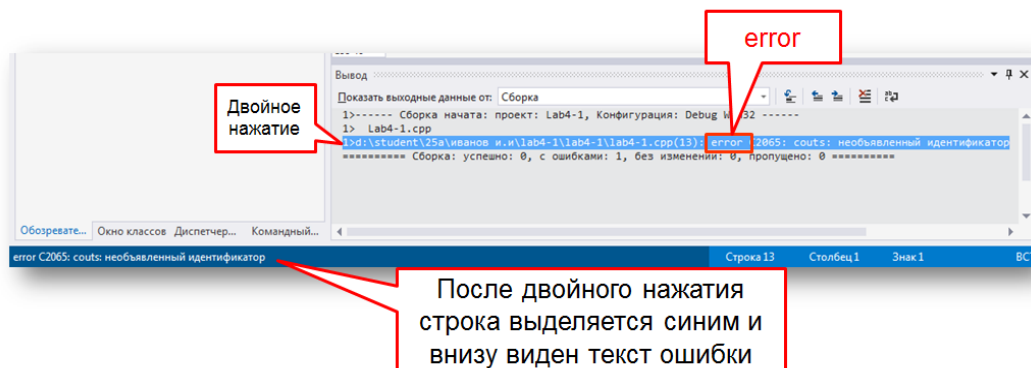 error
Вывод
Двойное
нажатие
Показать выходные данные от: Сборка
1>------ Сборка начата: проект: Lab4-1, Конфигурация: Debug W 32 ------
1> Lab4-1.cpp
1>d:\student\25a\иванов и.и\lab4-1\lab4-1\lab4-1.cpp(13): error C2065: couts: необъявленный идентификатор
========== Сборка: успешно: 0, с ошибками: 1, без изменений: 0, пропущено: 0 ==========
Обозревате... Окно классов Диспетчер... Командный...
error C2065: couts: необъявленный идентификатор
Строка 13 Столбец 1 Знак 1
После двойного нажатия
строка выделяется синим и
внизу виден текст ошибки